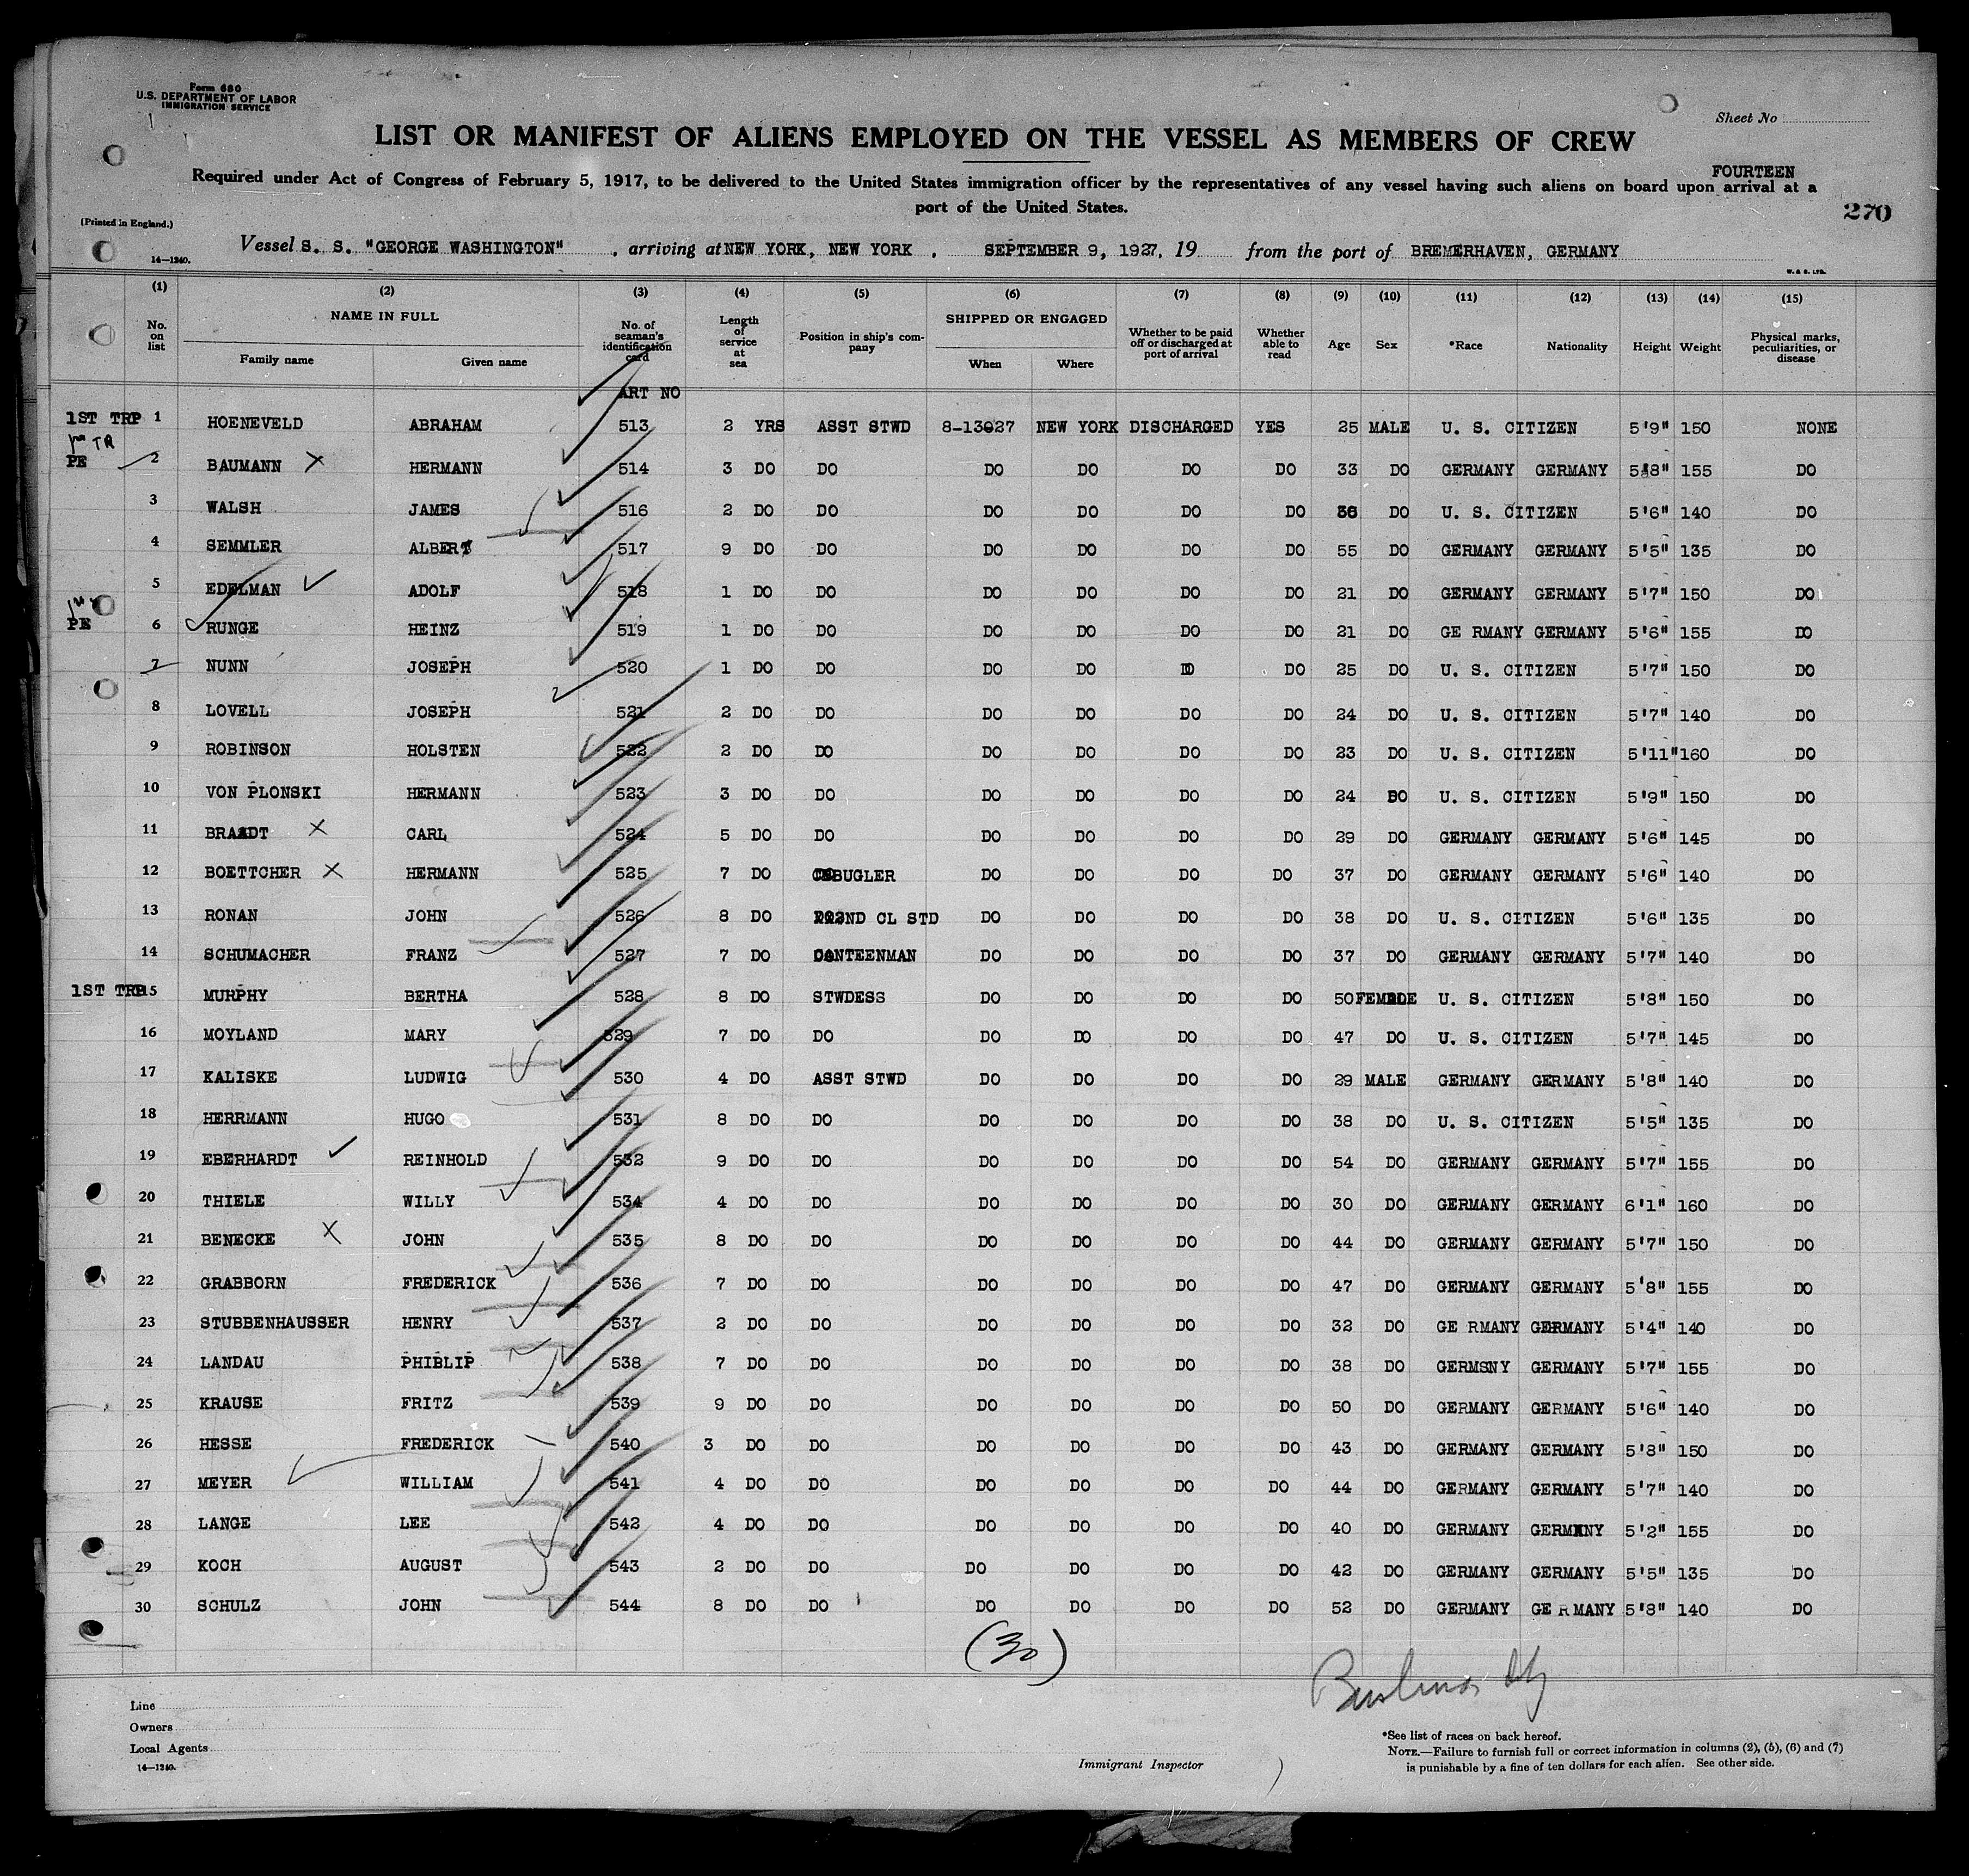 Form 680
U.S. DEPARTMENT OF LABOR
IMMIGRATION SERVICE
Sheet No
LIST OR MANIFEST OF ALIENS EMPLOYED ON THE VESSEL AS MEMBERS OF CREW
FOURTEEN
Required under Act of Congress of February 5, 1917, to be delivered to the United States immigration officer by the representatives of any vessel having such aliens on board upon arrival at a
port of the United States.
270
(Printed in England.)
Vessel S. S. "GEORGE WASHINGTON" , arriving at NEW YORK, NEW YORK , SEPTEMBER 9, 1927, 19 from the port of BREMERHAVEN, GERMANY
14—1240.
W. & S. LTD.
(1) (2) (3) (4) (5) (6) (7) (8) (9) (10) (11) (12) (13) (14) (15)
No. on list NAME IN FULL Family name Given name No. of seaman's identification card Length of service at sea Position in ship's company SHIPPED OR ENGAGED When Where Whether to be paid off or discharged at port of arrival Whether able to read Age Sex *Race Nationality Height Weight Physical marks, peculiarities, or disease
ART NO
1ST TRP 1 HOENEVELD ABRAHAM 513 2 YRS ASST STWD 8-13027 NEW YORK DISCHARGED YES 25 MALE U. S. CITIZEN 5'9" 150 NONE
PE 2 BAUMANN X HERMANN 514 3 DO DO DO DO DO DO 33 DO GERMANY GERMANY 5'8" 155 DO
3 WALSH JAMES 516 2 DO DO DO DO DO DO 36 DO U. S. CITIZEN 5'6" 140 DO
4 SEMMLER ALBERT 517 9 DO DO DO DO DO DO 55 DO GERMANY GERMANY 5'5" 135 DO
5 EDELMAN ADOLF 518 1 DO DO DO DO DO DO 21 DO GERMANY GERMANY 5'7" 150 DO
PE 6 RUNGE HEINZ 519 1 DO DO DO DO DO DO 21 DO GE RMANY GERMANY 5'6" 155 DO
7 NUNN JOSEPH 520 1 DO DO DO DO DO DO 25 DO U. S. CITIZEN 5'7" 150 DO
8 LOVELL JOSEPH 521 2 DO DO DO DO DO DO 24 DO U. S. CITIZEN 5'7" 140 DO
9 ROBINSON HOLSTEN 522 2 DO DO DO DO DO DO 23 DO U. S. CITIZEN 5'11" 160 DO
10 VON PLONSKI HERMANN 523 3 DO DO DO DO DO DO 24 DO U. S. CITIZEN 5'9" 150 DO
11 BRAADT X CARL 524 5 DO DO DO DO DO DO 29 DO GERMANY GERMANY 5'6" 145 DO
12 BOETTCHER X HERMANN 525 7 DO BUGLER DO DO DO DO 37 DO GERMANY GERMANY 5'6" 140 DO
13 RONAN JOHN 526 8 DO 2ND CL STD DO DO DO DO 38 DO U. S. CITIZEN 5'6" 135 DO
14 SCHUMACHER FRANZ 527 7 DO CANTEENMAN DO DO DO DO 37 DO GERMANY GERMANY 5'7" 140 DO
1ST TRP 15 MURPHY BERTHA 528 8 DO STWDESS DO DO DO DO 50 FEMALE U. S. CITIZEN 5'8" 150 DO
16 MOYLAND MARY 529 7 DO DO DO DO DO DO 47 DO U. S. CITIZEN 5'7" 145 DO
17 KALISKE LUDWIG 530 4 DO ASST STWD DO DO DO DO 29 MALE GERMANY GERMANY 5'8" 140 DO
18 HERRMANN HUGO 531 8 DO DO DO DO DO DO 38 DO U. S. CITIZEN 5'5" 135 DO
19 EBERHARDT REINHOLD 532 9 DO DO DO DO DO DO 54 DO GERMANY GERMANY 5'7" 155 DO
20 THIELE WILLY 534 4 DO DO DO DO DO DO 30 DO GERMANY GERMANY 6'1" 160 DO
21 BENECKE X JOHN 535 8 DO DO DO DO DO DO 44 DO GERMANY GERMANY 5'7" 150 DO
22 GRABBORN FREDERICK 536 7 DO DO DO DO DO DO 47 DO GERMANY GERMANY 5'8" 155 DO
23 STUBBENHAUSSER HENRY 537 2 DO DO DO DO DO DO 32 DO GE RMANY GERMANY 5'4" 140 DO
24 LANDAU PHIBLIP 538 7 DO DO DO DO DO DO 38 DO GERMSNY GERMANY 5'7" 155 DO
25 KRAUSE FRITZ 539 9 DO DO DO DO DO DO 50 DO GERMANY GERMANY 5'6" 140 DO
26 HESSE FREDERICK 540 3 DO DO DO DO DO DO 43 DO GERMANY GERMANY 5'8" 150 DO
27 MEYER WILLIAM 541 4 DO DO DO DO DO DO 44 DO GERMANY GERMANY 5'7" 140 DO
28 LANGE LEE 542 4 DO DO DO DO DO DO 40 DO GERMANY GERMANY 5'2" 155 DO
29 KOCH AUGUST 543 2 DO DO DO DO DO DO 42 DO GERMANY GERMANY 5'5" 135 DO
30 SCHULZ JOHN 544 8 DO DO DO DO DO DO 52 DO GERMANY GE R MANY 5'8" 140 DO
(30)
Line
Owners
Local Agents
14—1240.
Immigrant Inspector
*See list of races on back hereof.
NOTE.—Failure to furnish full or correct information in columns (2), (5), (6) and (7)
is punishable by a fine of ten dollars for each alien. See other side.